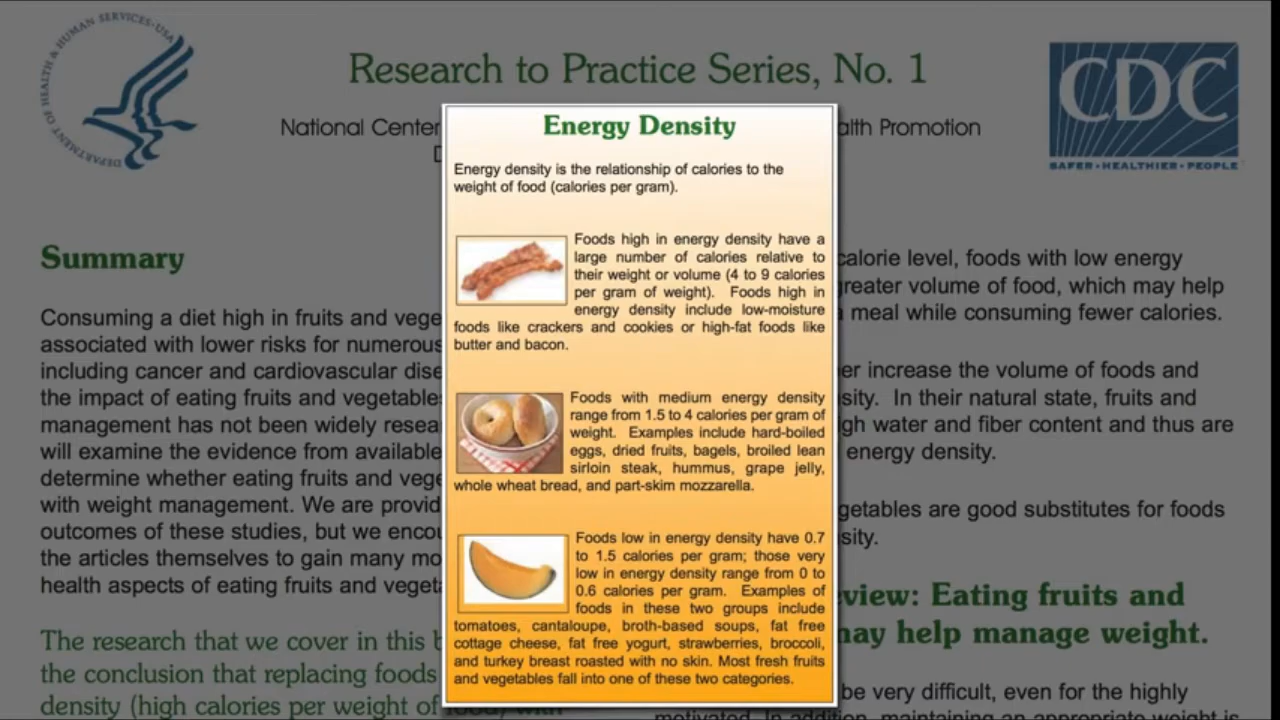 DEPARTMENT OF HEALTH & HUMAN SERVICES · USA
Research to Practice Series, No. 1
CDC
SAFER • HEALTHIER • PEOPLE
National Center
alth Promotion
D
Energy Density
Energy density is the relationship of calories to the
weight of food (calories per gram).
Foods high in energy density have a
large number of calories relative to
their weight or volume (4 to 9 calories
per gram of weight). Foods high in
energy density include low-moisture
foods like crackers and cookies or high-fat foods like
butter and bacon.
Foods with medium energy density
range from 1.5 to 4 calories per gram of
weight. Examples include hard-boiled
eggs, dried fruits, bagels, broiled lean
sirloin steak, hummus, grape jelly,
whole wheat bread, and part-skim mozzarella.
Foods low in energy density have 0.7
to 1.5 calories per gram; those very
low in energy density range from 0 to
0.6 calories per gram. Examples of
foods in these two groups include
tomatoes, cantaloupe, broth-based soups, fat free
cottage cheese, fat free yogurt, strawberries, broccoli,
and turkey breast roasted with no skin. Most fresh fruits
and vegetables fall into one of these two categories.
Summary
Consuming a diet high in fruits and vege
associated with lower risks for numerous
including cancer and cardiovascular dise
the impact of eating fruits and vegetables
management has not been widely resea
will examine the evidence from available
determine whether eating fruits and vege
with weight management. We are provid
outcomes of these studies, but we encou
the articles themselves to gain many mo
health aspects of eating fruits and vegeta
The research that we cover in this b
the conclusion that replacing foods
density (high calories per weight of food) with
calorie level, foods with low energy
greater volume of food, which may help
a meal while consuming fewer calories.
er increase the volume of foods and
sity. In their natural state, fruits and
gh water and fiber content and thus are
energy density.
getables are good substitutes for foods
sity.
view: Eating fruits and
may help manage weight.
be very difficult, even for the highly
motivated. In addition, maintaining an appropriate weight is